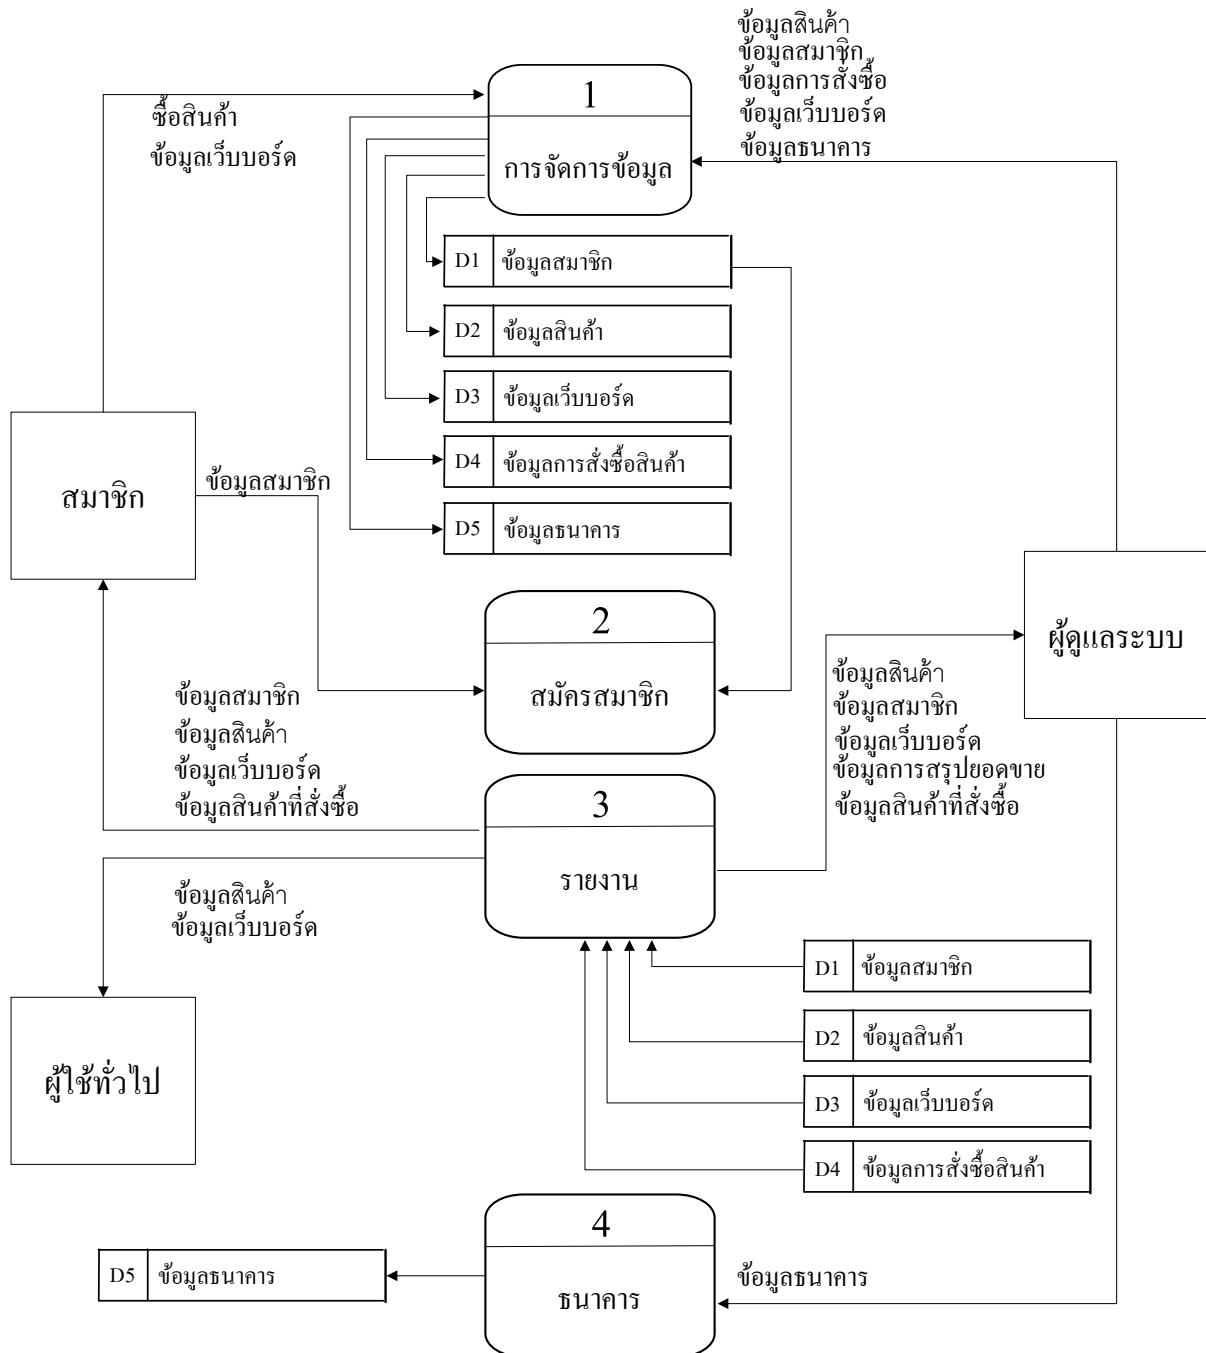 ข้อมูลสินค้า
ข้อมูลสมาชิก
ข้อมูลการสั่งซื้อ
ข้อมูลเว็บบอร์ด
ข้อมูลธนาคาร
ซื้อสินค้า
ข้อมูลเว็บบอร์ด
1
การจัดการข้อมูล
D1 ข้อมูลสมาชิก
D2 ข้อมูลสินค้า
D3 ข้อมูลเว็บบอร์ด
D4 ข้อมูลการสั่งซื้อสินค้า
D5 ข้อมูลธนาคาร
สมาชิก
ข้อมูลสมาชิก
2
สมัครสมาชิก
ผู้ดูแลระบบ
ข้อมูลสมาชิก
ข้อมูลสินค้า
ข้อมูลเว็บบอร์ด
ข้อมูลสินค้าที่สั่งซื้อ
ข้อมูลสินค้า
ข้อมูลสมาชิก
ข้อมูลเว็บบอร์ด
ข้อมูลการสรุปยอดขาย
ข้อมูลสินค้าที่สั่งซื้อ
3
รายงาน
ข้อมูลสินค้า
ข้อมูลเว็บบอร์ด
ผู้ใช้ทั่วไป
D1 ข้อมูลสมาชิก
D2 ข้อมูลสินค้า
D3 ข้อมูลเว็บบอร์ด
D4 ข้อมูลการสั่งซื้อสินค้า
4
ธนาคาร
D5 ข้อมูลธนาคาร
ข้อมูลธนาคาร